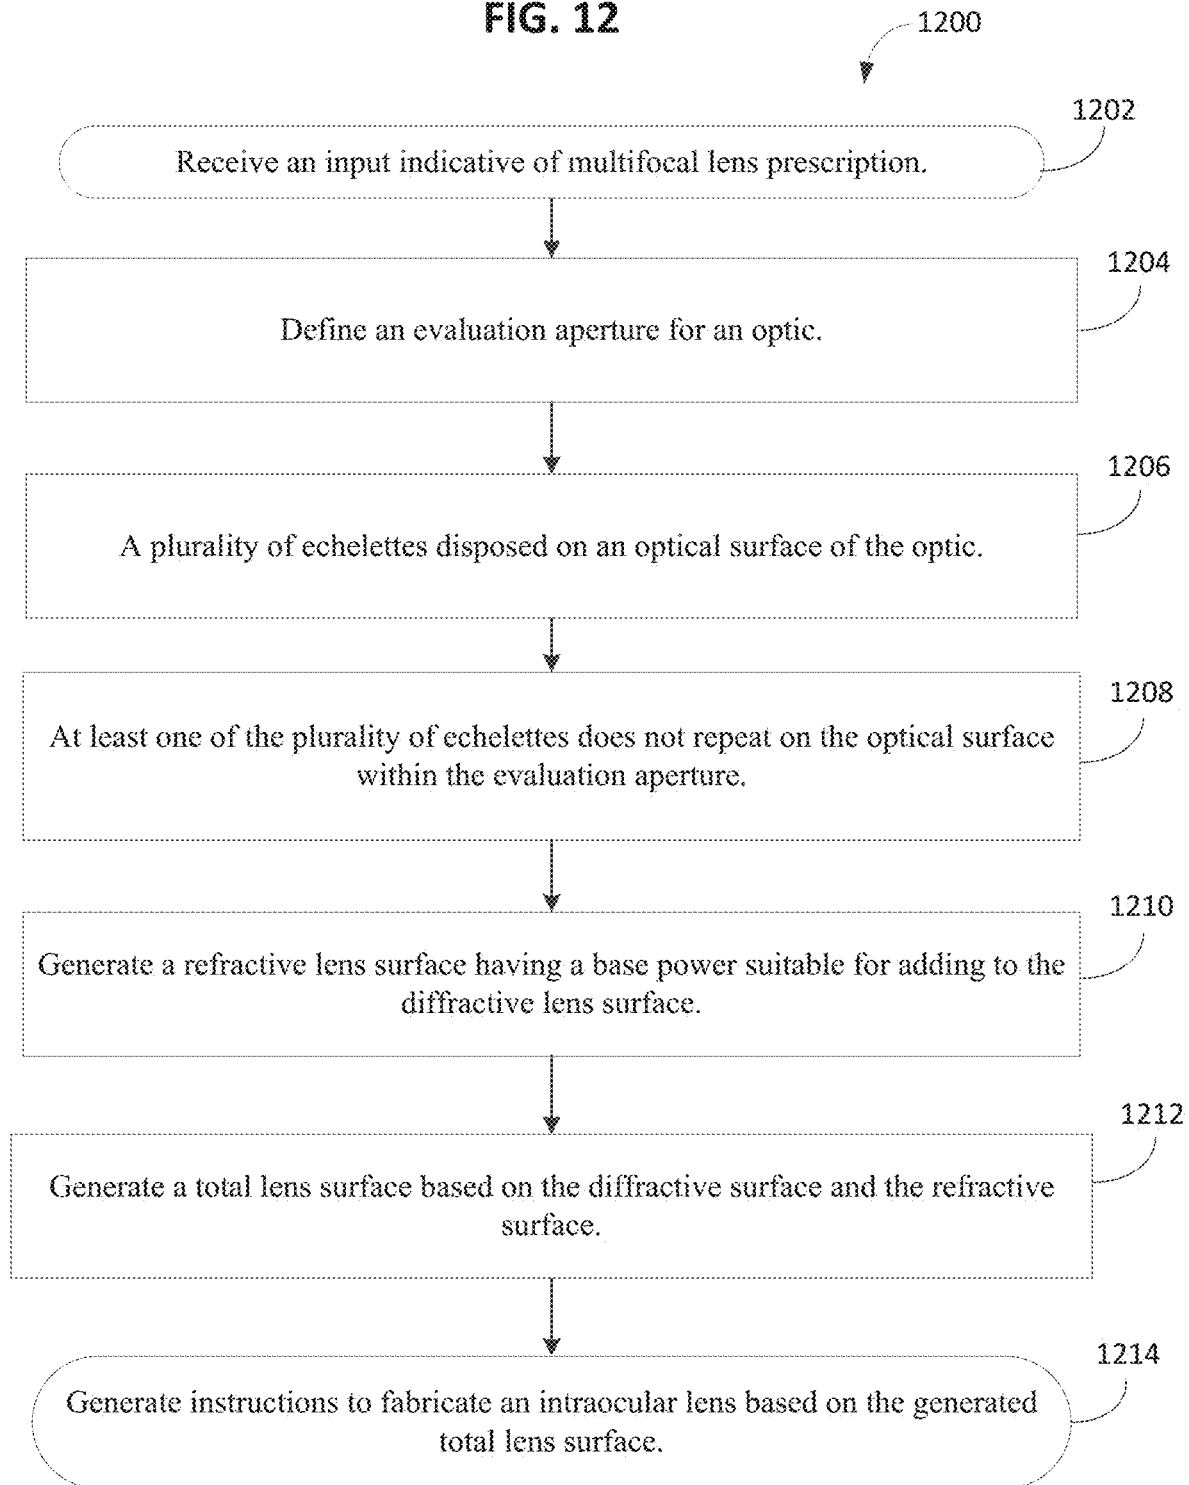 FIG. 12
1200
1202
Receive an input indicative of multifocal lens prescription.
1204
Define an evaluation aperture for an optic.
1206
A plurality of echelettes disposed on an optical surface of the optic.
1208
At least one of the plurality of echelettes does not repeat on the optical surface
within the evaluation aperture.
1210
Generate a refractive lens surface having a base power suitable for adding to the
diffractive lens surface.
1212
Generate a total lens surface based on the diffractive surface and the refractive
surface.
1214
Generate instructions to fabricate an intraocular lens based on the generated
total lens surface.